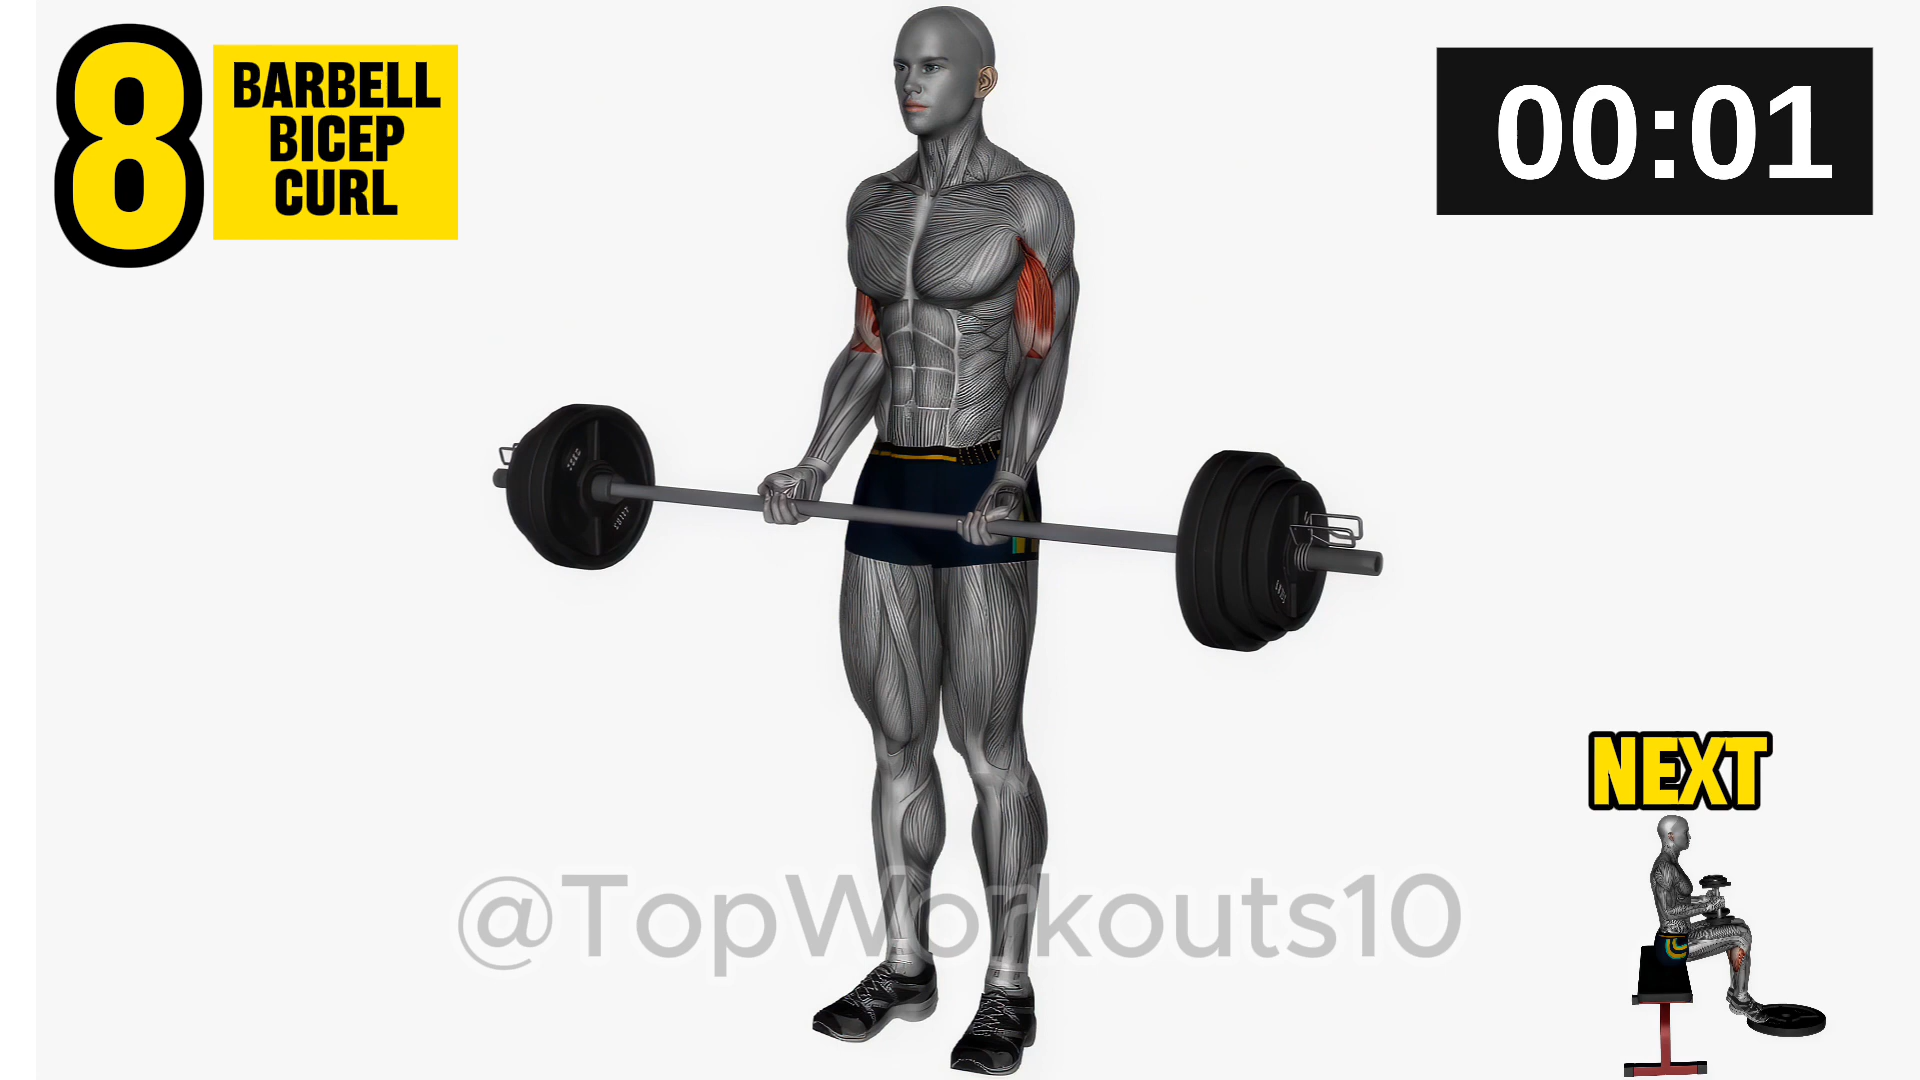 8
BARBELL
BICEP
CURL
00:01
NEXT
@TopWorkouts10